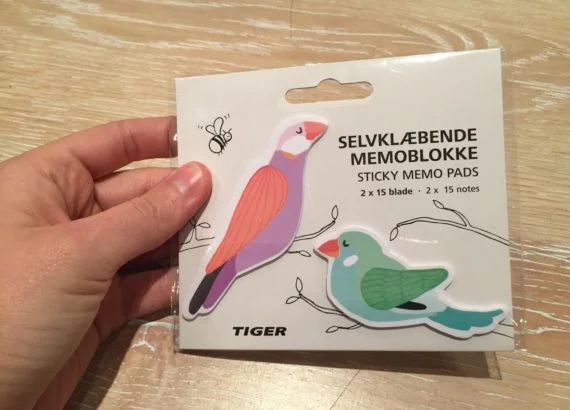 SELVKLÆBENDE
MEMOBLOKKE
STICKY MEMO PADS
2 x 15 blade · 2 x 15 notes
TIGER